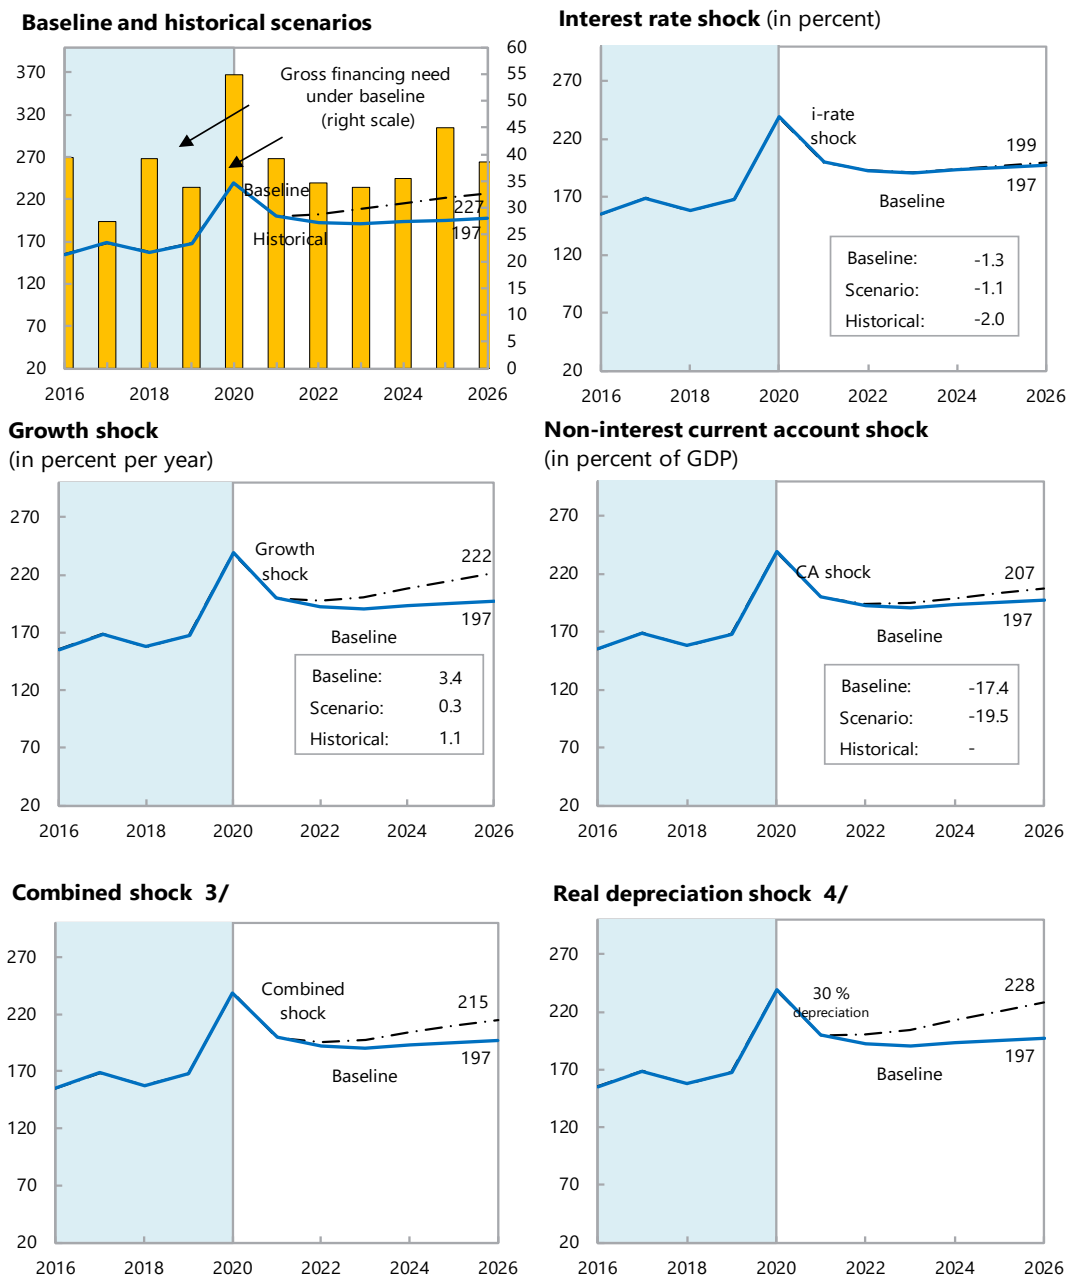 Baseline and historical scenarios
370
320
270
220
170
120
70
20
60
55
50
45
40
35
30
25
20
15
10
5
0
Gross financing need
under baseline
(right scale)
Baseline
Historical
227
197
2016
2018
2020
2022
2024
2026
Interest rate shock (in percent)
270
220
170
120
70
20
i-rate
shock
199
197
Baseline
Baseline: -1.3
Scenario: -1.1
Historical: -2.0
2016
2018
2020
2022
2024
2026
Growth shock
(in percent per year)
270
220
170
120
70
20
Growth
shock
222
197
Baseline
Baseline: 3.4
Scenario: 0.3
Historical: 1.1
2016
2018
2020
2022
2024
2026
Non-interest current account shock
(in percent of GDP)
270
220
170
120
70
20
CA shock
207
197
Baseline
Baseline: -17.4
Scenario: -19.5
Historical: -
2016
2018
2020
2022
2024
2026
Combined shock 3/
270
220
170
120
70
20
Combined
shock
215
197
Baseline
2016
2018
2020
2022
2024
2026
Real depreciation shock 4/
270
220
170
120
70
20
30 %
depreciation
228
197
Baseline
2016
2018
2020
2022
2024
2026